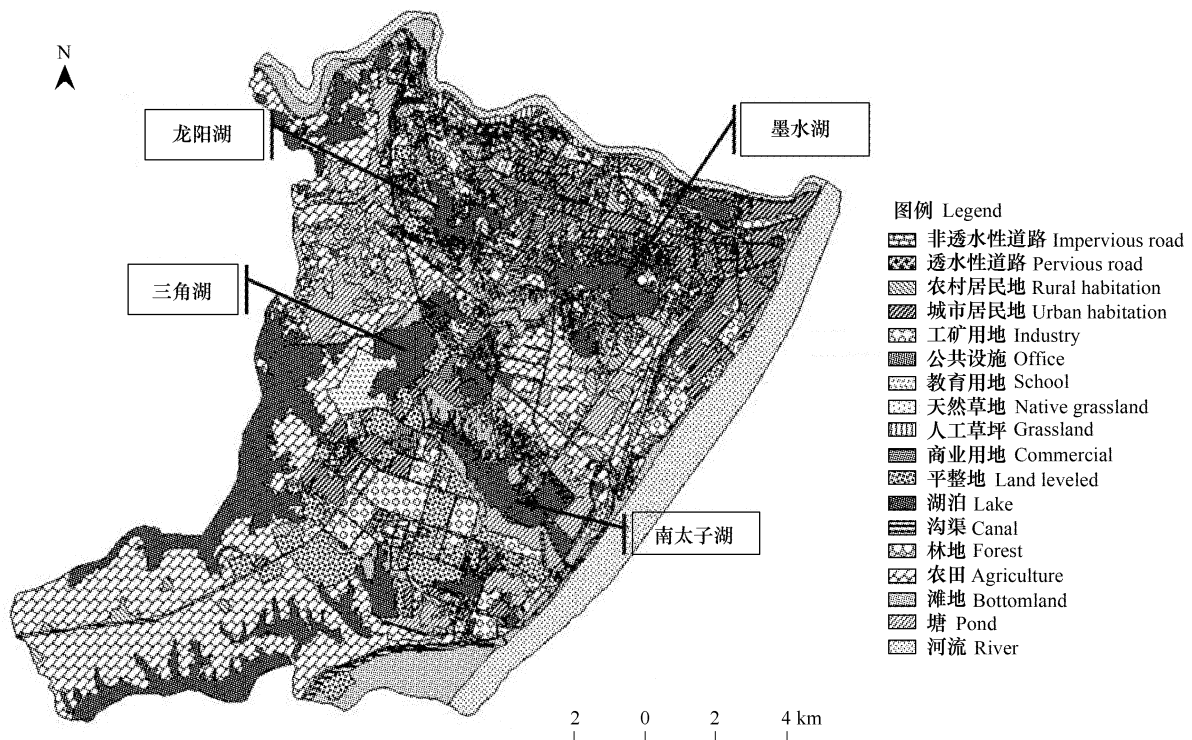 N
龙阳湖
墨水湖
三角湖
南太子湖
图例 Legend
非透水性道路 Impervious road
透水性道路 Pervious road
农村居民地 Rural habitation
城市居民地 Urban habitation
工矿用地 Industry
公共设施 Office
教育用地 School
天然草地 Native grassland
人工草坪 Grassland
商业用地 Commercial
平整地 Land leveled
湖泊 Lake
沟渠 Canal
林地 Forest
农田 Agriculture
滩地 Bottomland
塘 Pond
河流 River
2 0 2 4 km